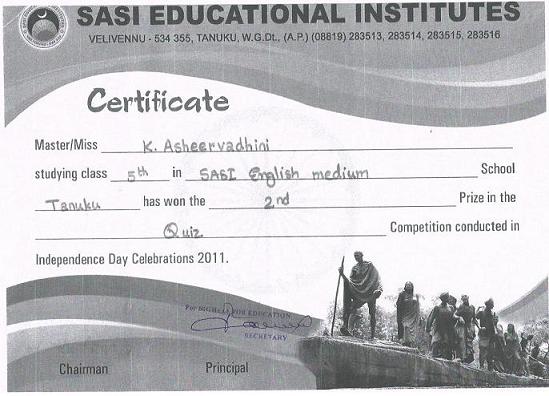 SASI EDUCATIONAL INSTITUTES
VELIVENNU - 534 355, TANUKU, W.G.Dt., (A.P.) (08819) 283513, 283514, 283515, 283516
Certificate
Master/Miss K. Asheervadhini
studying class 5th in SASI English medium School
Tanuku has won the 2nd Prize in the
Quiz Competition conducted in
Independence Day Celebrations 2011.
FOR EDUCATION
SECRETARY
Chairman Principal